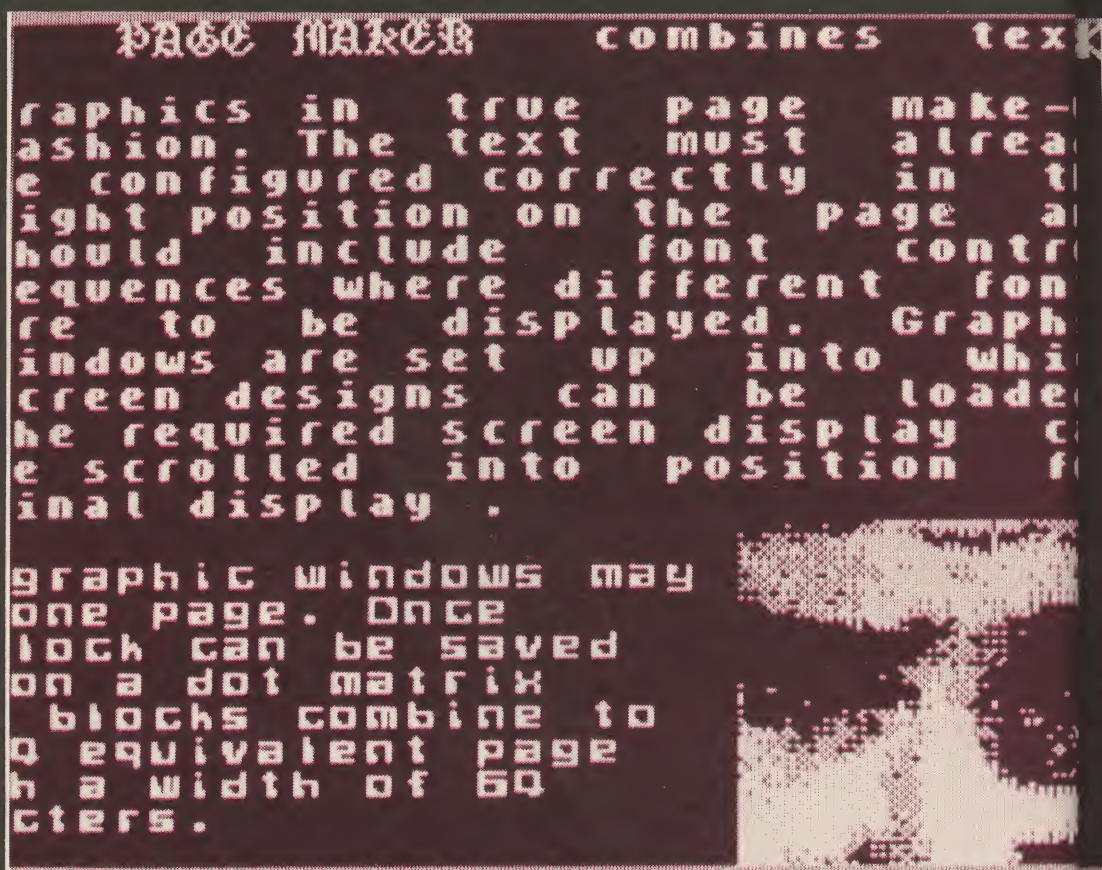 PAGE MAKER combines tex
raphics in true page make-
ashion. The text must alrea
e configured correctly in t
ight position on the page a
hould include font contr
equences where different fon
re to be displayed. Graph
indows are set up into whi
creen designs can be loade
he required screen display c
e scrolled into position f
inal display .
graphic windows may
one page. Once
lock can be saved
on a dot matrix
blocks combine to
equivalent page
h a width of 60
cters.